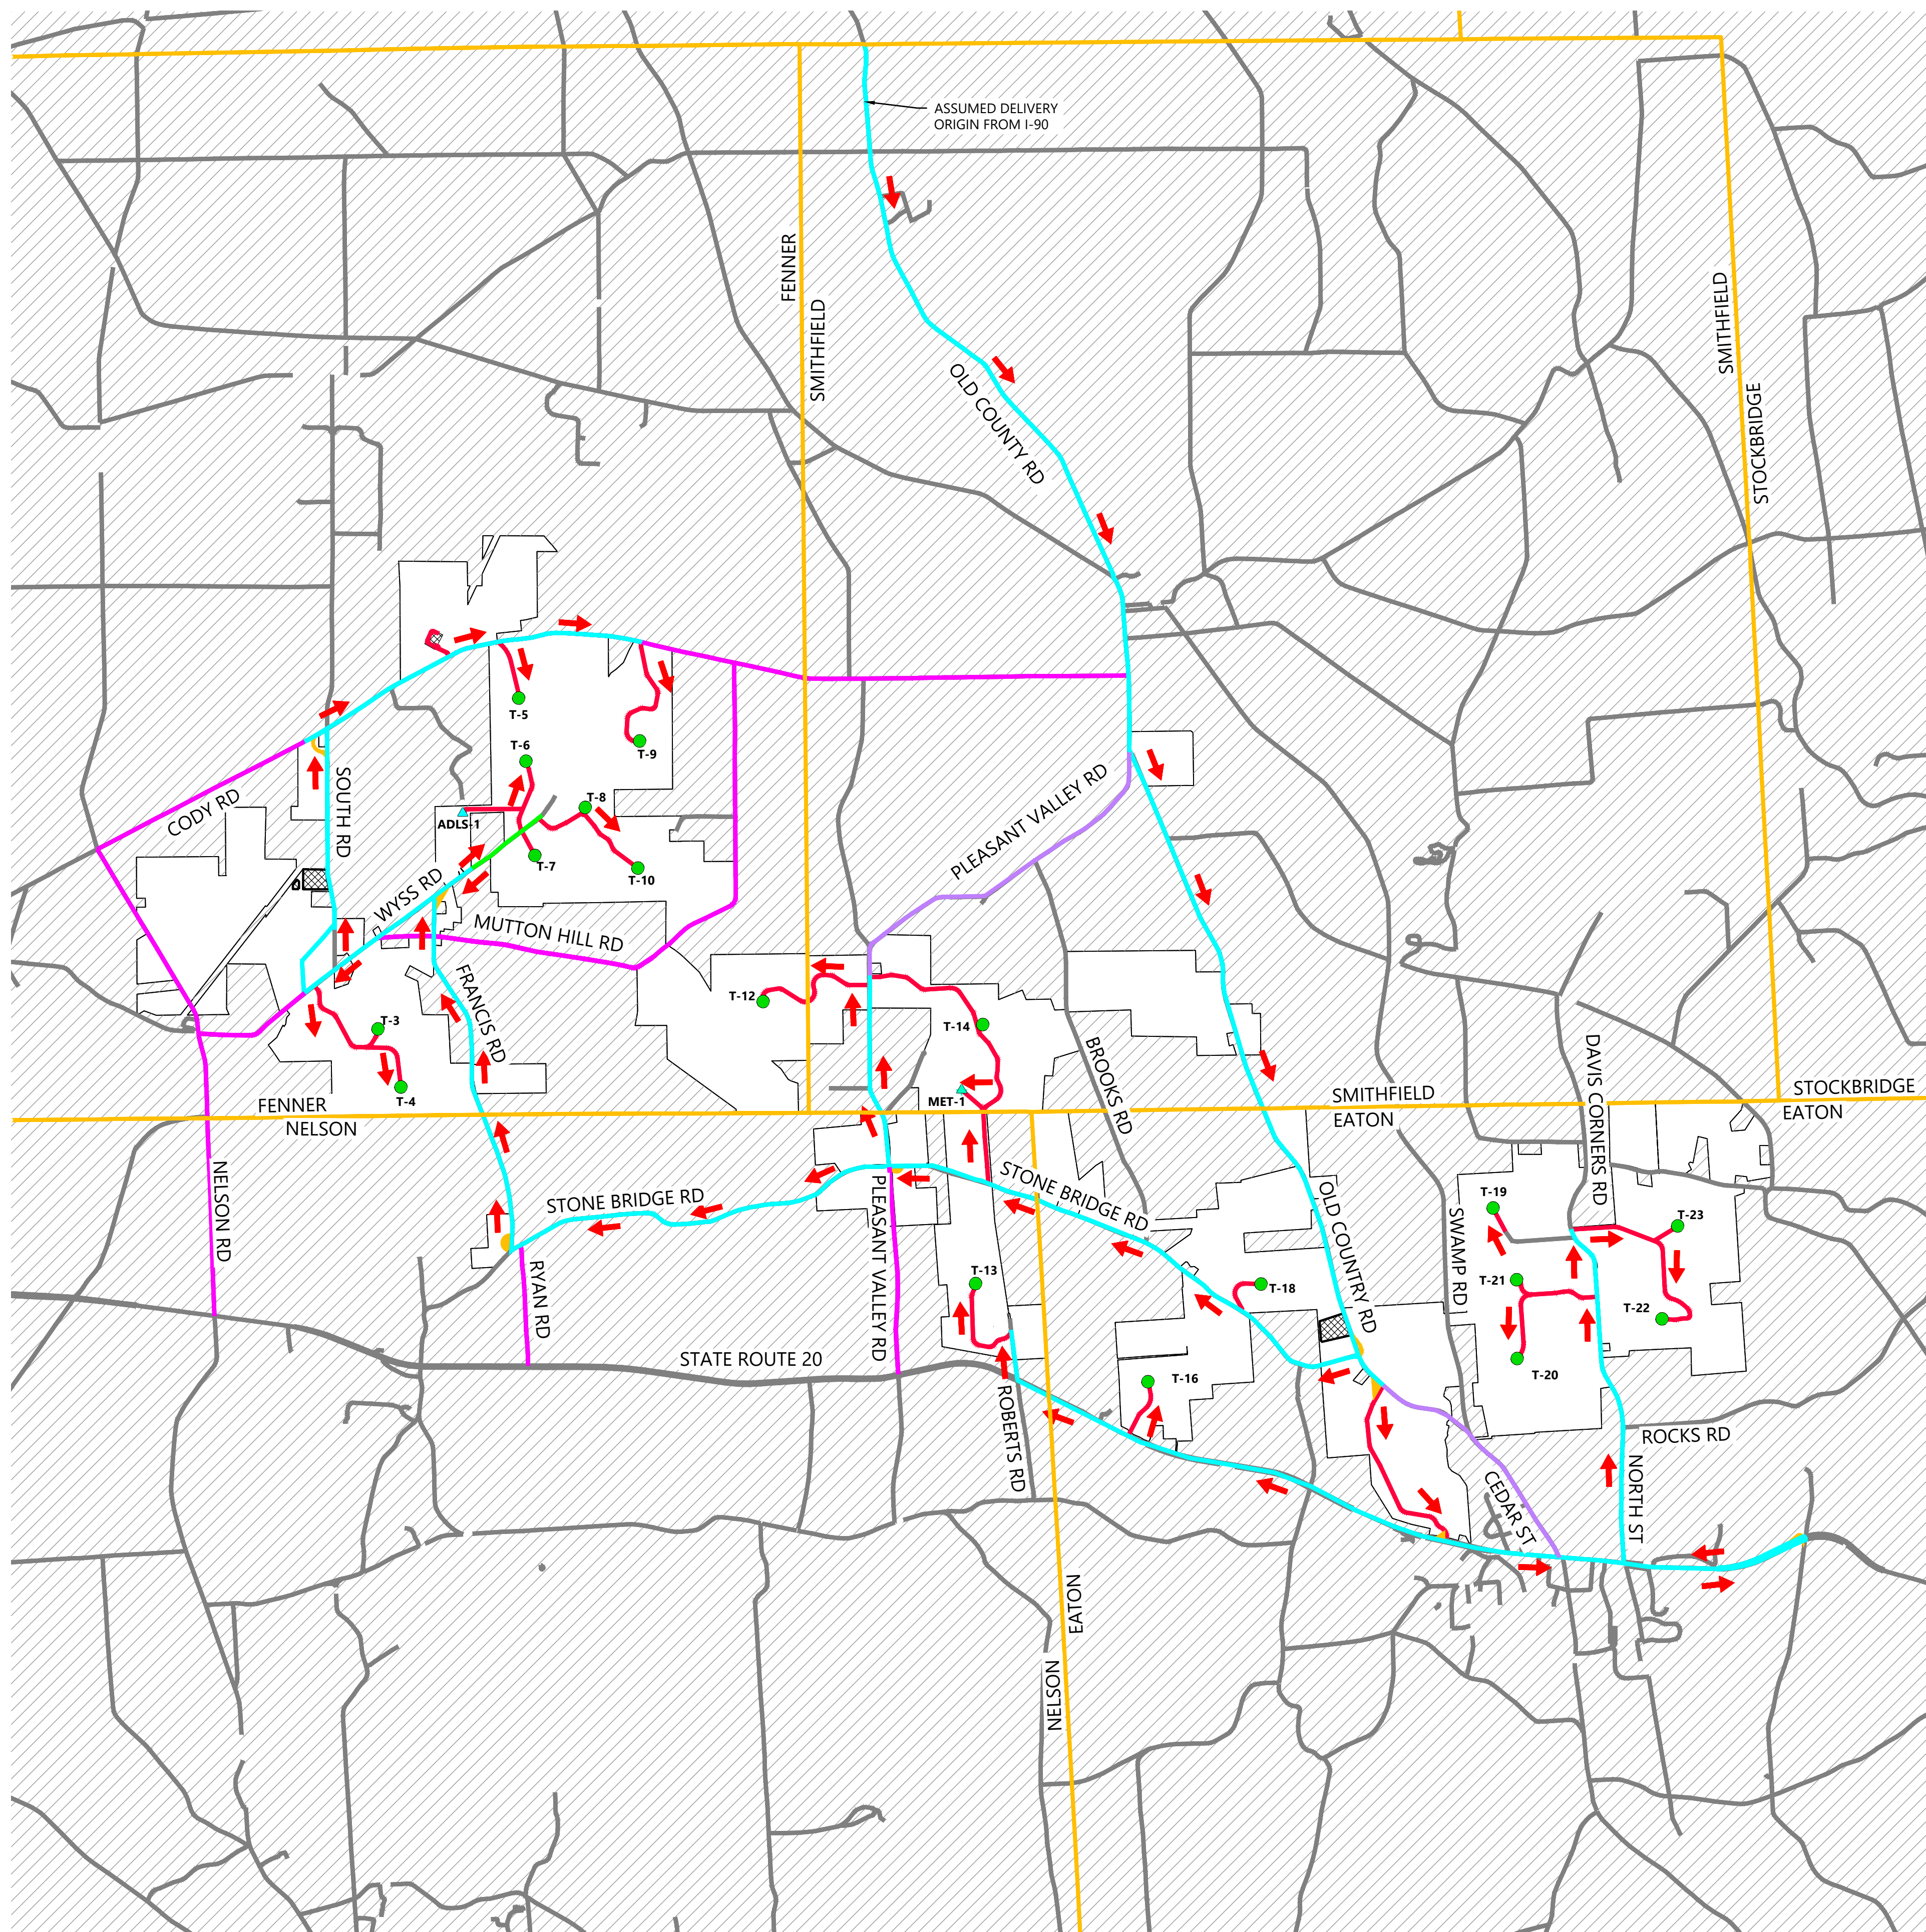 ASSUMED DELIVERY
ORIGIN FROM I-90
FENNER
SMITHFIELD
SMITHFIELD
STOCKBRIDGE
OLD COUNTY RD
T-5
T-9
T-6
T-8
ADLS-1
T-7
T-10
CODY RD
SOUTH RD
WYSS RD
MUTTON HILL RD
FRANCIS RD
PLEASANT VALLEY RD
T-12
T-14
T-3
T-4
MET-1
BROOKS RD
DAVIS CORNERS RD
FENNER
NELSON
SMITHFIELD
EATON
STOCKBRIDGE
EATON
NELSON RD
STONE BRIDGE RD
STONE BRIDGE RD
PLEASANT VALLEY RD
RYAN RD
OLD COUNTRY RD
SWAMP RD
T-19
T-23
T-21
T-22
T-20
T-13
T-18
T-16
STATE ROUTE 20
ROBERTS RD
ROCKS RD
NORTH ST
CEDAR ST
EATON
NELSON